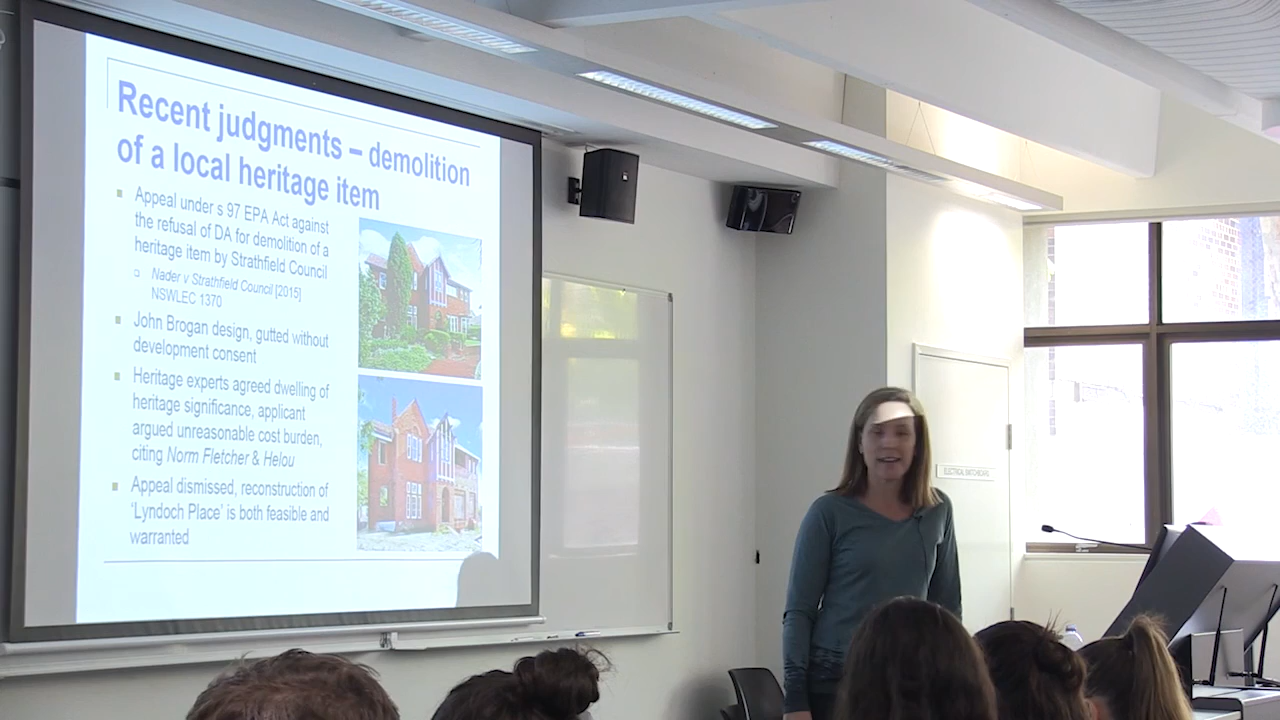 Recent judgments – demolition
of a local heritage item
▪ Appeal under s 97 EPA Act against
the refusal of DA for demolition of a
heritage item by Strathfield Council
▫ Nader v Strathfield Council [2015]
NSWLEC 1370
▪ John Brogan design, gutted without
development consent
▪ Heritage experts agreed dwelling of
heritage significance, applicant
argued unreasonable cost burden,
citing Norm Fletcher & Helou
▪ Appeal dismissed, reconstruction of
‘Lyndoch Place’ is both feasible and
warranted
ELECTRICAL SWITCHBOARD